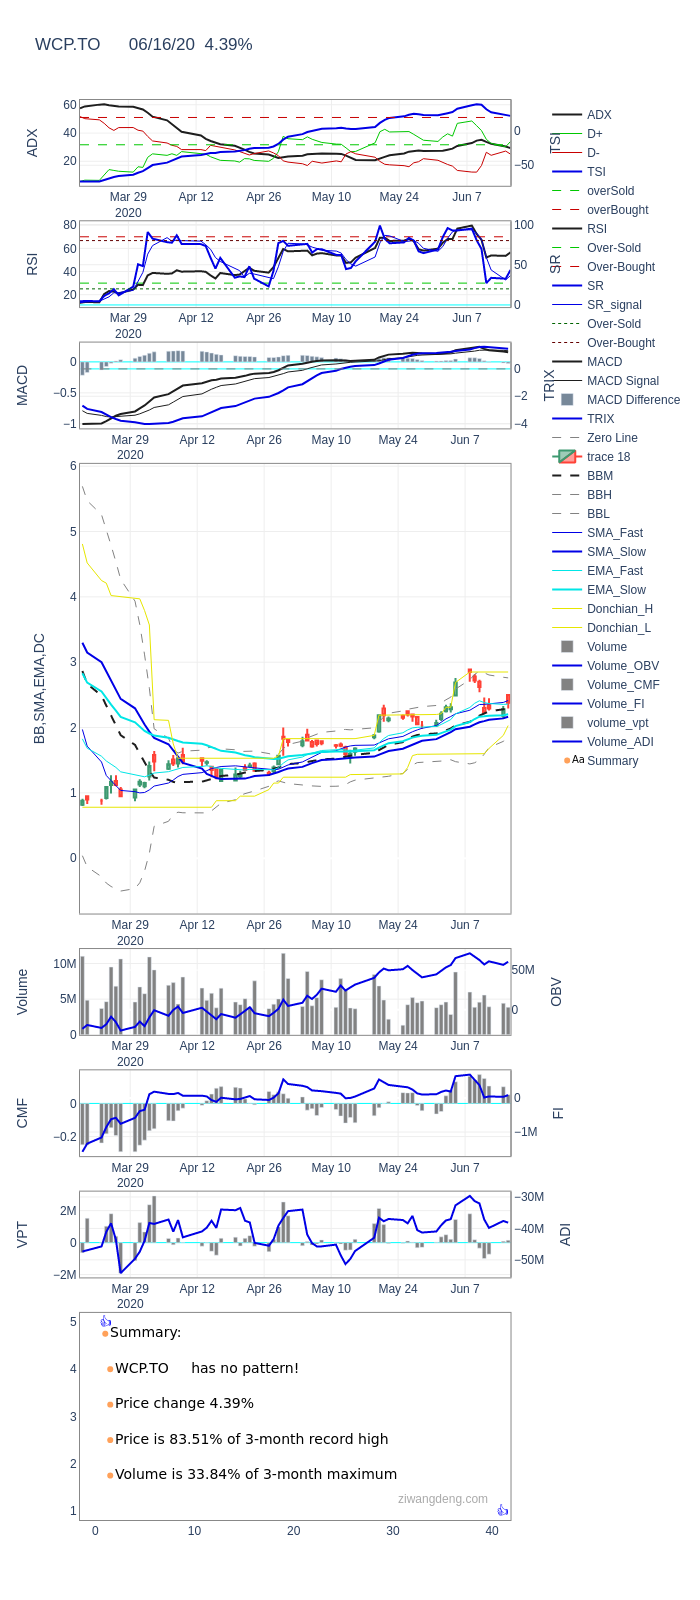 WCP.TO 06/16/20 4.39%
ADX
60
40
20
0
−50
TSI
Mar 29
2020
Apr 12
Apr 26
May 10
May 24
Jun 7
RSI
80
60
40
20
100
50
0
SR
Mar 29
2020
Apr 12
Apr 26
May 10
May 24
Jun 7
MACD
0
−0.5
−1
0
−2
−4
TRIX
Mar 29
2020
Apr 12
Apr 26
May 10
May 24
Jun 7
BB,SMA,EMA,DC
6
5
4
3
2
1
0
Mar 29
2020
Apr 12
Apr 26
May 10
May 24
Jun 7
Volume
10M
5M
0
50M
0
OBV
Mar 29
2020
Apr 12
Apr 26
May 10
May 24
Jun 7
CMF
0
−0.2
0
−1M
FI
Mar 29
2020
Apr 12
Apr 26
May 10
May 24
Jun 7
VPT
2M
0
−2M
−30M
−40M
−50M
ADI
Mar 29
2020
Apr 12
Apr 26
May 10
May 24
Jun 7
5
4
3
2
1
0
10
20
30
40
Summary:
WCP.TO has no pattern!
Price change 4.39%
Price is 83.51% of 3-month record high
Volume is 33.84% of 3-month maximum
ziwangdeng.com
ADX
D+
D-
TSI
overSold
overBought
RSI
Over-Sold
Over-Bought
SR
SR_signal
Over-Sold
Over-Bought
MACD
MACD Signal
MACD Difference
TRIX
Zero Line
trace 18
BBM
BBH
BBL
SMA_Fast
SMA_Slow
EMA_Fast
EMA_Slow
Donchian_H
Donchian_L
Volume
Volume_OBV
Volume_CMF
Volume_FI
volume_vpt
Volume_ADI
Aa Summary